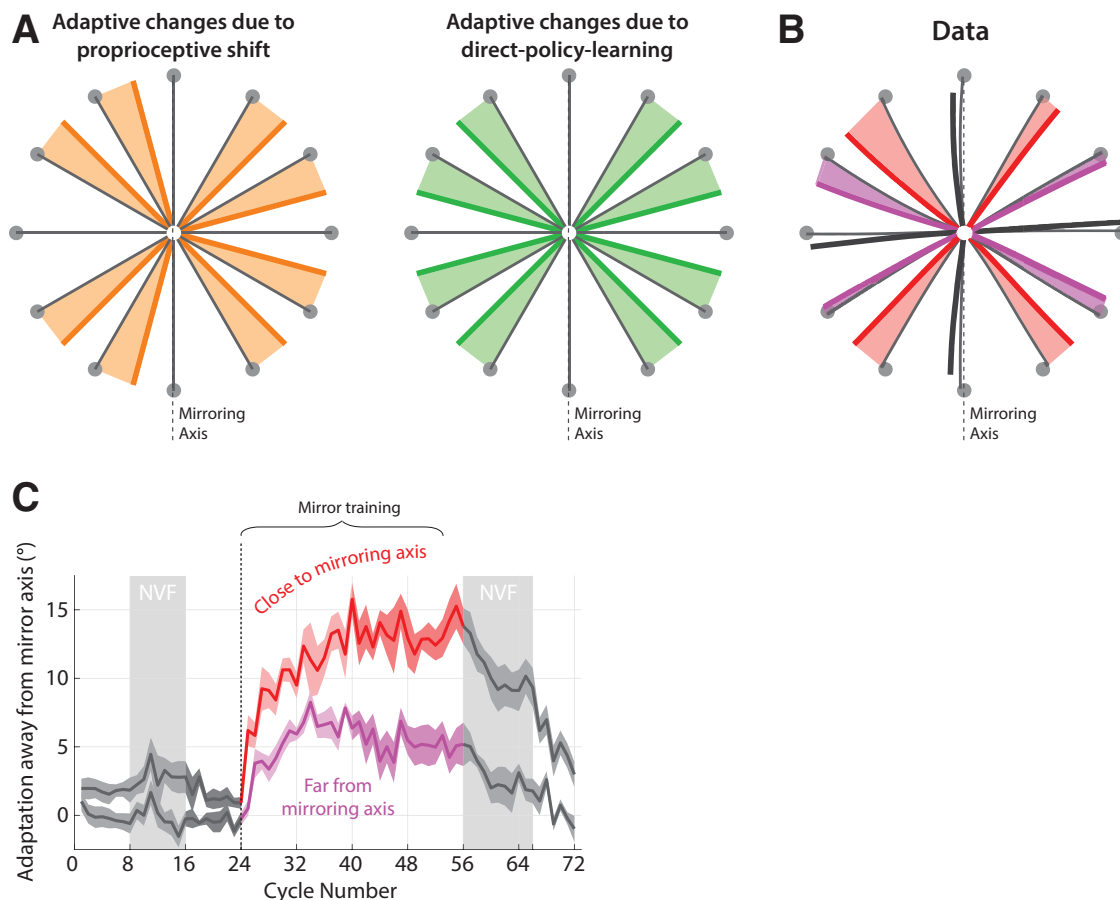 A
Adaptive changes due to
proprioceptive shift
Adaptive changes due to
direct-policy-learning
B
Data
Mirroring
Axis
Mirroring
Axis
Mirroring
Axis
C
Mirror training
Close to mirroring axis
NVF
NVF
Far from
mirroring axis
Adaptation away from mirror axis (°)
15
10
5
0
0 8 16 24 32 40 48 56 64 72
Cycle Number